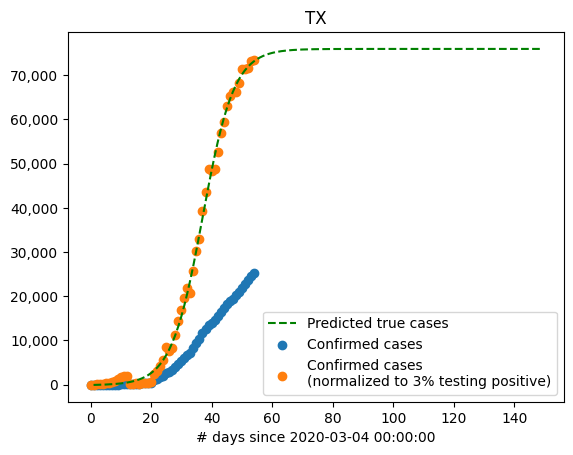 TX
70,000
60,000
50,000
40,000
30,000
20,000
10,000
0
Predicted true cases
Confirmed cases
Confirmed cases
(normalized to 3% testing positive)
0 20 40 60 80 100 120 140
# days since 2020-03-04 00:00:00